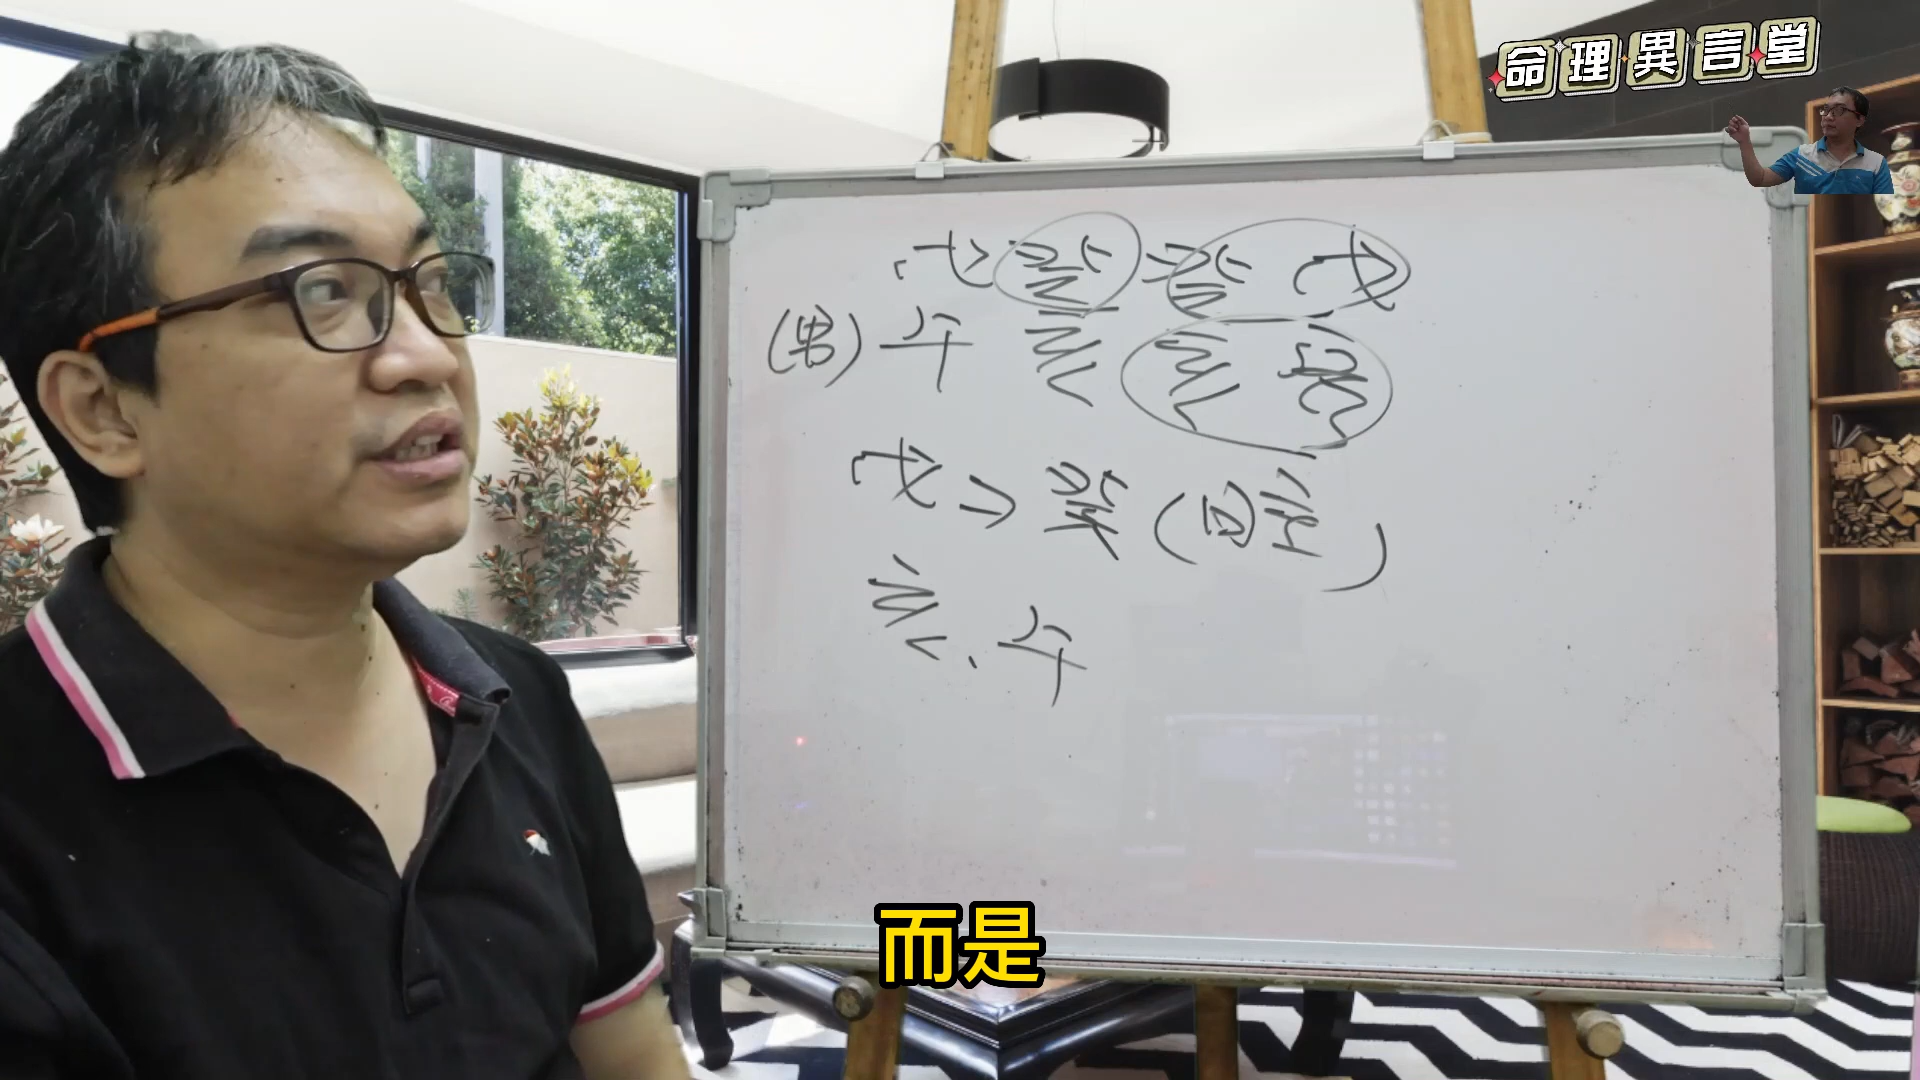 命理異言堂
戊 癸 癸 戊
(男) 午 亥 亥 辰
戊 => 癸 (日主)
亥、午
而是